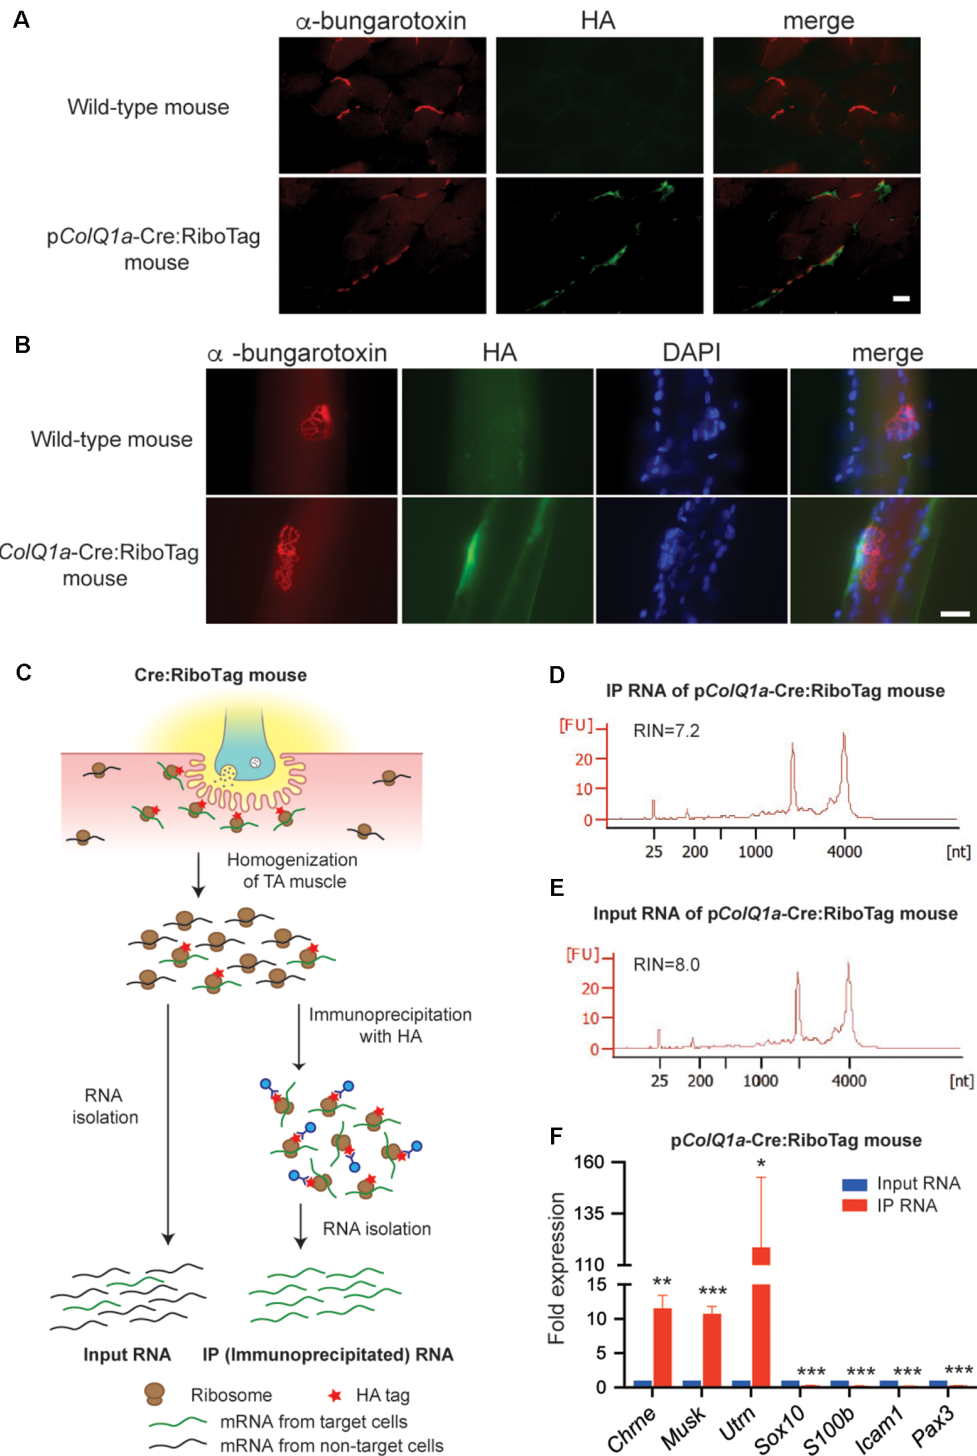 A
α-bungarotoxin HA merge
Wild-type mouse
pColQ1a-Cre:RiboTag
mouse
B
α -bungarotoxin HA DAPI merge
Wild-type mouse
ColQ1a-Cre:RiboTag
mouse
C
Cre:RiboTag mouse
Homogenization
of TA muscle
Immunoprecipitation
with HA
RNA
isolation
RNA isolation
Input RNA IP (Immunoprecipitated) RNA
Ribosome HA tag
mRNA from target cells
mRNA from non-target cells
D
IP RNA of pColQ1a-Cre:RiboTag mouse
[FU]
RIN=7.2
20
10
0
25 200 1000 4000 [nt]
E
Input RNA of pColQ1a-Cre:RiboTag mouse
[FU]
RIN=8.0
20
10
0
25 200 1000 4000 [nt]
F
pColQ1a-Cre:RiboTag mouse
Fold expression
160
135
110
15
10
5
0
Input RNA
IP RNA
** *** * *** *** *** ***
Chrne Musk Utrn Sox10 S100b Icam1 Pax3